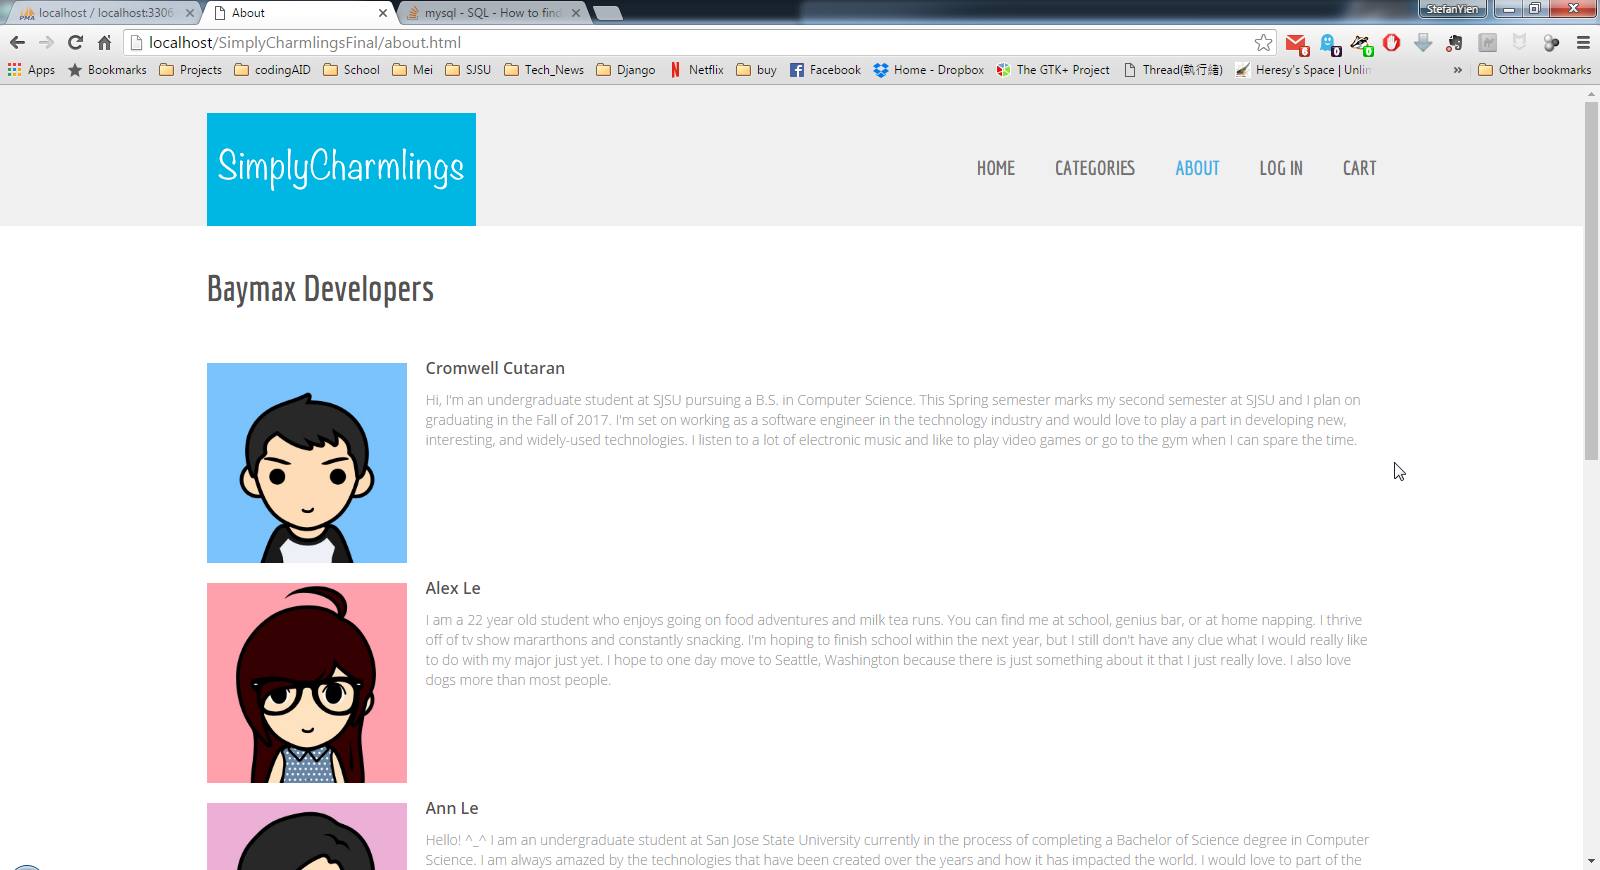 localhost / localhost:3306
About
mysql - SQL - How to find
StefanYien
localhost/SimplyCharmlingsFinal/about.html
6
0
0
Apps
Bookmarks
Projects
codingAID
School
Mei
SJSU
Tech_News
Django
Netflix
buy
Facebook
Home - Dropbox
The GTK+ Project
Thread(執行緒)
Heresy's Space | Unlim
»
Other bookmarks
SimplyCharmlings
HOME
CATEGORIES
ABOUT
LOG IN
CART
Baymax Developers
Cromwell Cutaran
Hi, I'm an undergraduate student at SJSU pursuing a B.S. in Computer Science. This Spring semester marks my second semester at SJSU and I plan on
graduating in the Fall of 2017. I'm set on working as a software engineer in the technology industry and would love to play a part in developing new,
interesting, and widely-used technologies. I listen to a lot of electronic music and like to play video games or go to the gym when I can spare the time.
Alex Le
I am a 22 year old student who enjoys going on food adventures and milk tea runs. You can find me at school, genius bar, or at home napping. I thrive
off of tv show mararthons and constantly snacking. I'm hoping to finish school within the next year, but I still don't have any clue what I would really like
to do with my major just yet. I hope to one day move to Seattle, Washington because there is just something about it that I just really love. I also love
dogs more than most people.
Ann Le
Hello! ^_^ I am an undergraduate student at San Jose State University currently in the process of completing a Bachelor of Science degree in Computer
Science. I am always amazed by the technologies that have been created over the years and how it has impacted the world. I would love to part of the